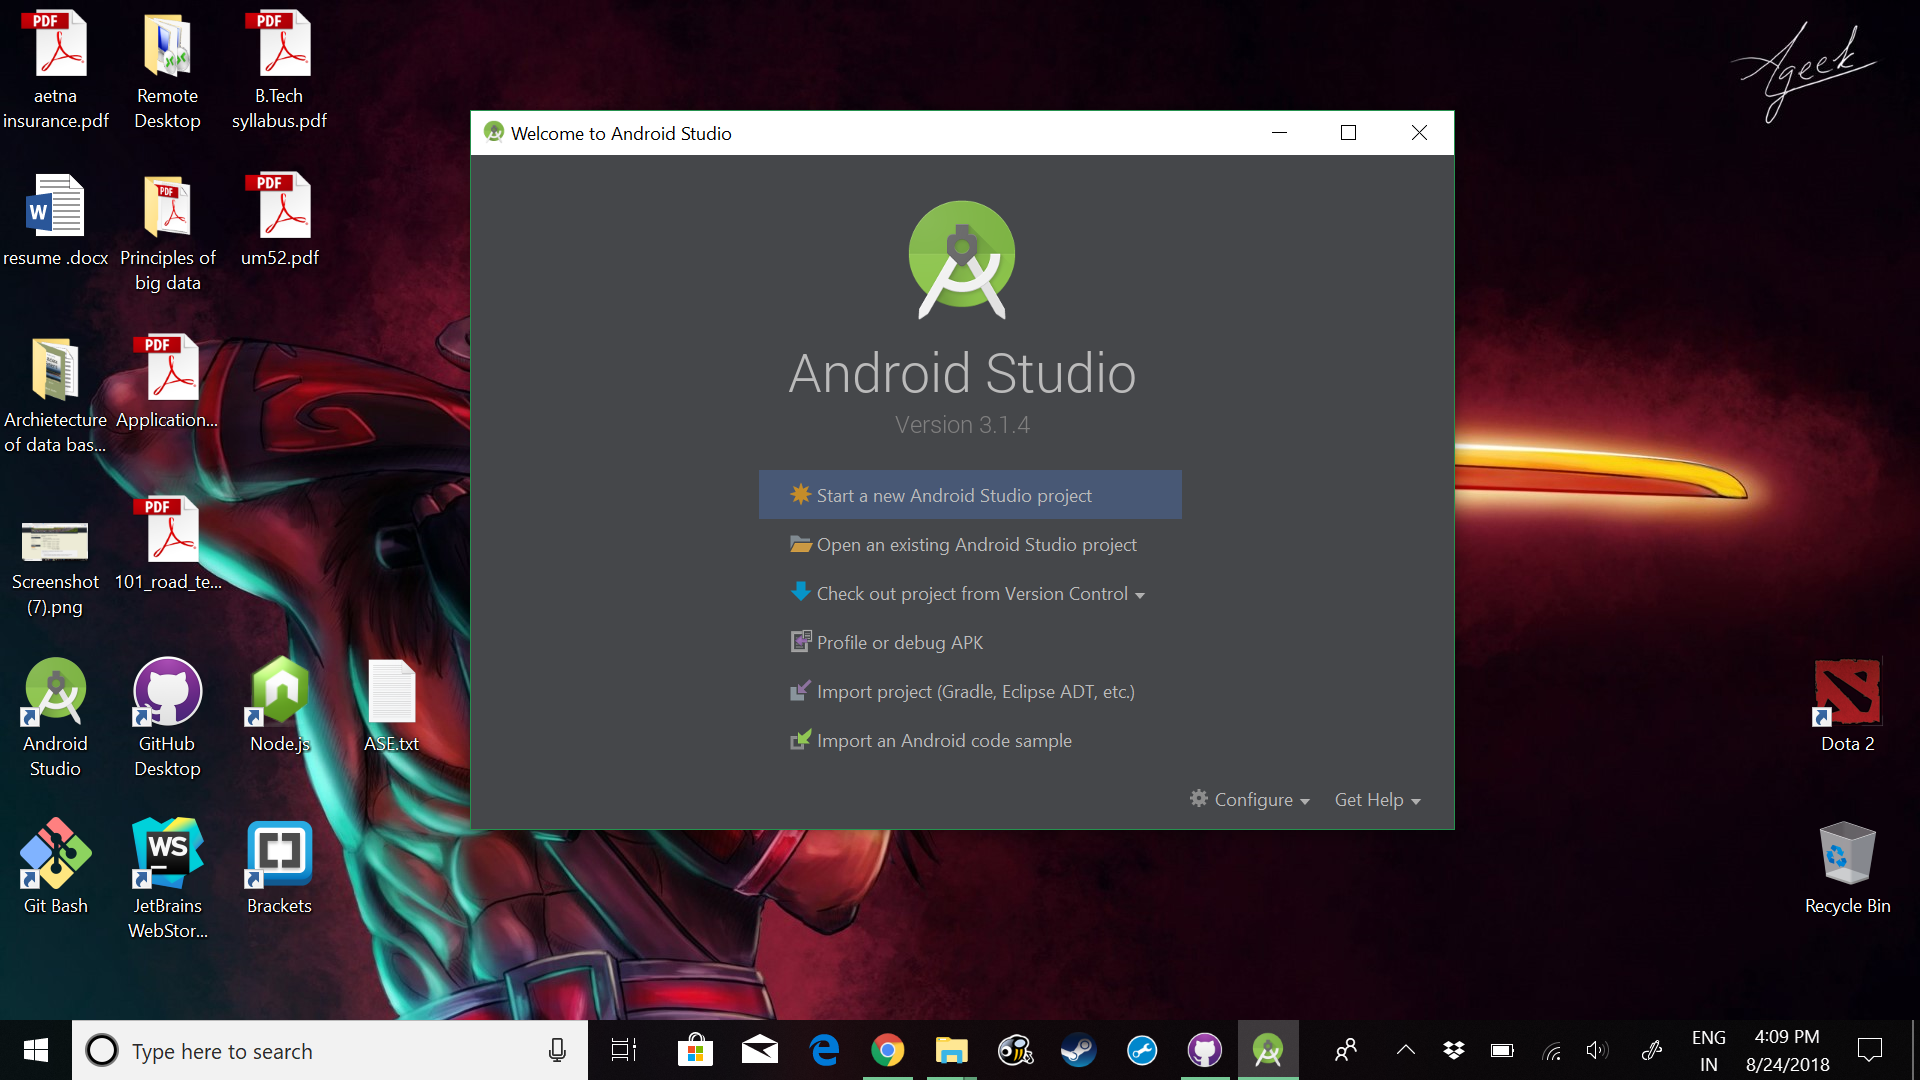 PDF
aetna
insurance.pdf
Remote
Desktop
PDF
B.Tech
syllabus.pdf
Ageek
W
resume .docx
PDF
Principles of
big data
PDF
um52.pdf
Archietecture
of data bas...
PDF
Application...
Screenshot
(7).png
PDF
101_road_te...
Android
Studio
GitHub
Desktop
Node.js
ASE.txt
Git Bash
WS
JetBrains
WebStor...
Brackets
Welcome to Android Studio
Android Studio
Version 3.1.4
Start a new Android Studio project
Open an existing Android Studio project
Check out project from Version Control
Profile or debug APK
Import project (Gradle, Eclipse ADT, etc.)
Import an Android code sample
Configure
Get Help
Dota 2
Recycle Bin
Type here to search
ENG
IN
4:09 PM
8/24/2018